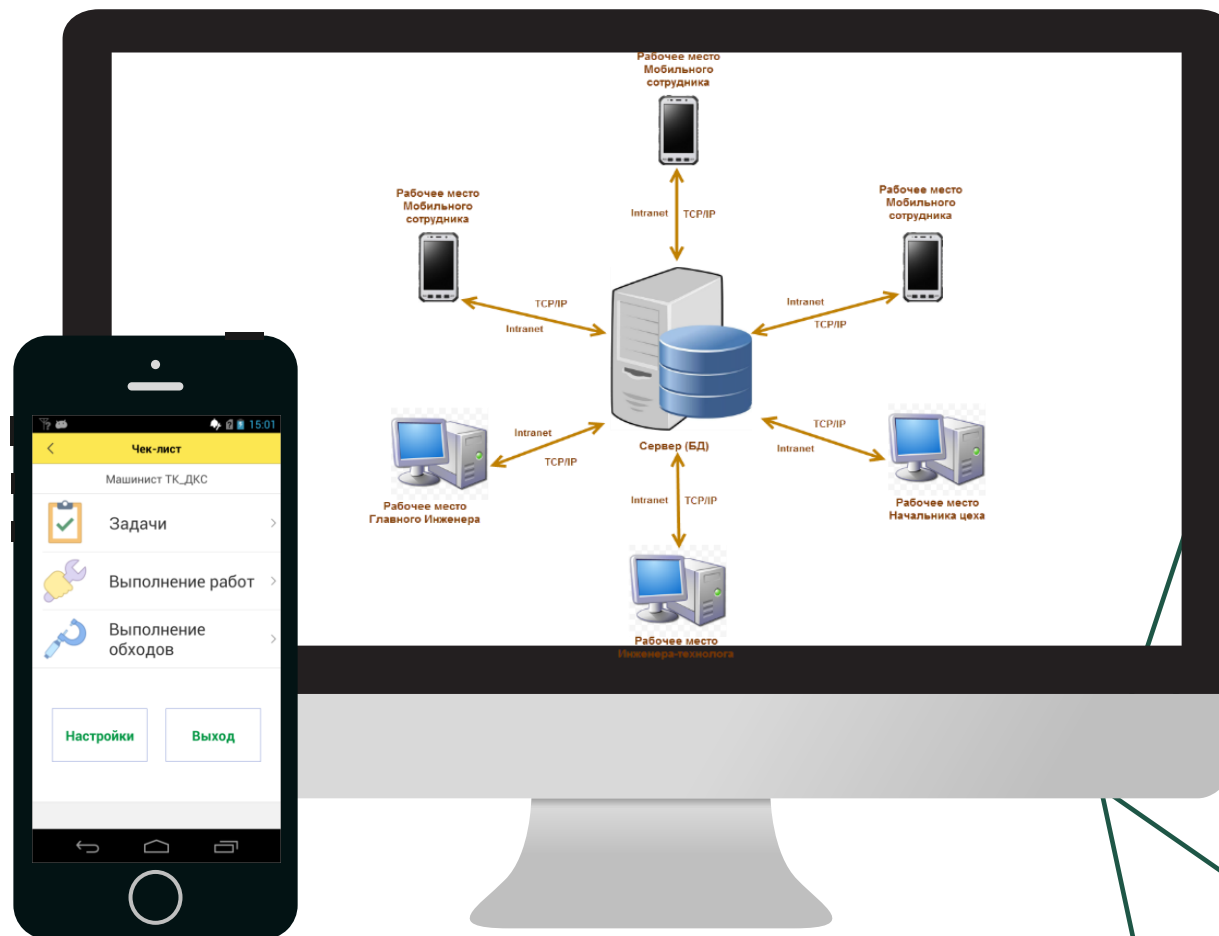 Рабочее место
Мобильного
сотрудника
Intranet
TCP/IP
Рабочее место
Мобильного
сотрудника
TCP/IP
Intranet
Рабочее место
Мобильного
сотрудника
Intranet
TCP/IP
Сервер (БД)
Intranet
TCP/IP
Рабочее место
Главного Инженера
TCP/IP
Intranet
Рабочее место
Начальника цеха
Intranet
TCP/IP
Рабочее место
Инженера-технолога
15:01
Чек-лист
Машинист ТК_ДКС
Задачи
Выполнение работ
Выполнение
обходов
Настройки
Выход